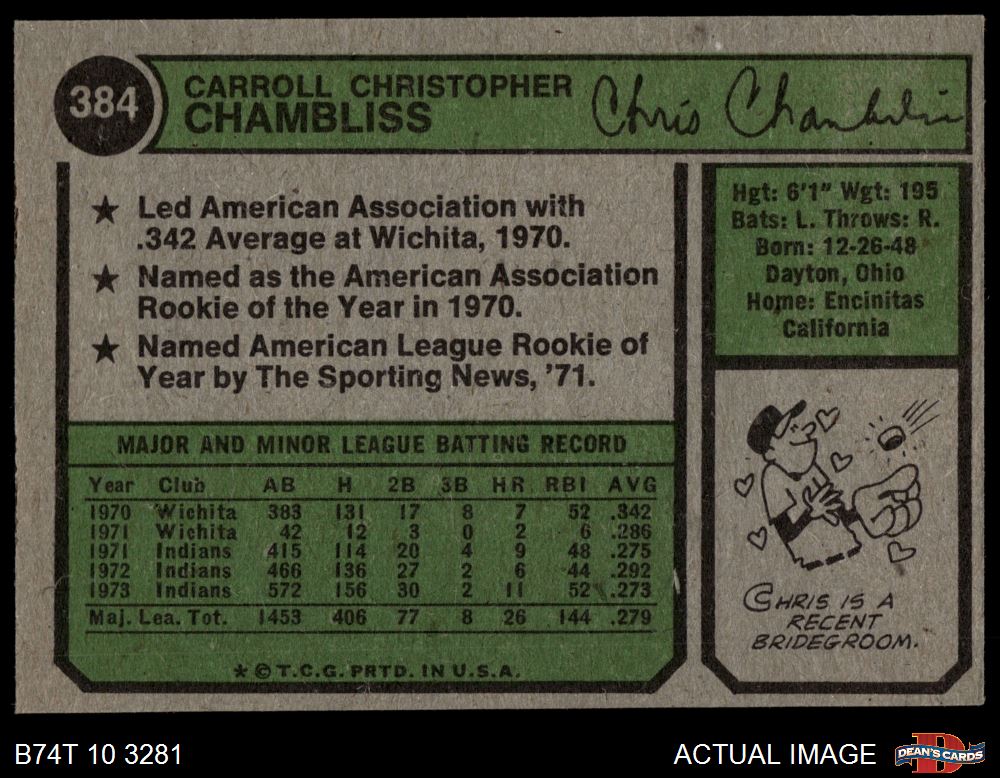 384
CARROLL CHRISTOPHER
CHAMBLISS
Chris Chambliss
★ Led American Association with
.342 Average at Wichita, 1970.
★ Named as the American Association
Rookie of the Year in 1970.
★ Named American League Rookie of
Year by The Sporting News, '71.
Hgt: 6'1" Wgt: 195
Bats: L. Throws: R.
Born: 12-26-48
Dayton, Ohio
Home: Encinitas
California
MAJOR AND MINOR LEAGUE BATTING RECORD
Year Club AB H 2B 3B HR RBI AVG
1970 Wichita 383 131 17 8 7 52 .342
1971 Wichita 42 12 3 0 2 6 .286
1971 Indians 415 114 20 4 9 48 .275
1972 Indians 466 136 27 2 6 44 .292
1973 Indians 572 156 30 2 11 52 .273
Maj. Lea. Tot. 1453 406 77 8 26 144 .279
* © T.C.G. PRTD. IN U.S.A.
CHRIS IS A
RECENT
BRIDEGROOM.
B74T 10 3281
ACTUAL IMAGE
D
DEAN'S CARDS